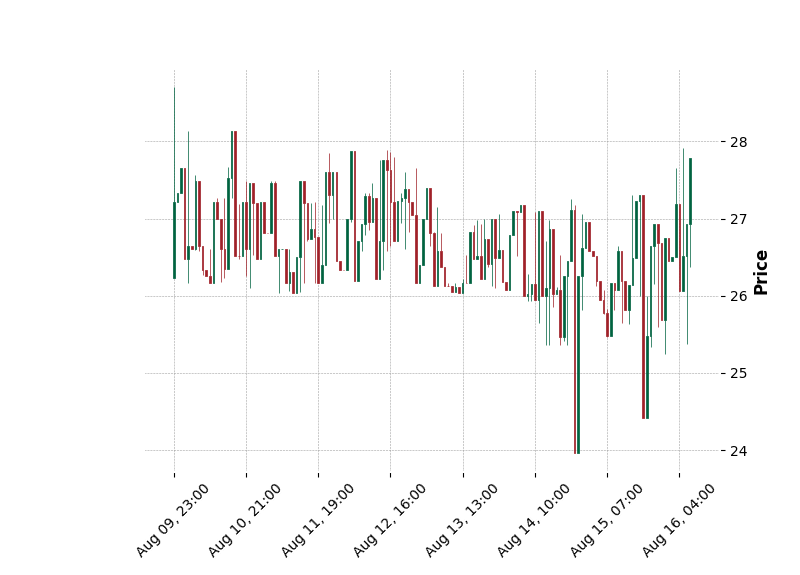 28
27
26
25
24
Price
Aug 09, 23:00
Aug 10, 21:00
Aug 11, 19:00
Aug 12, 16:00
Aug 13, 13:00
Aug 14, 10:00
Aug 15, 07:00
Aug 16, 04:00